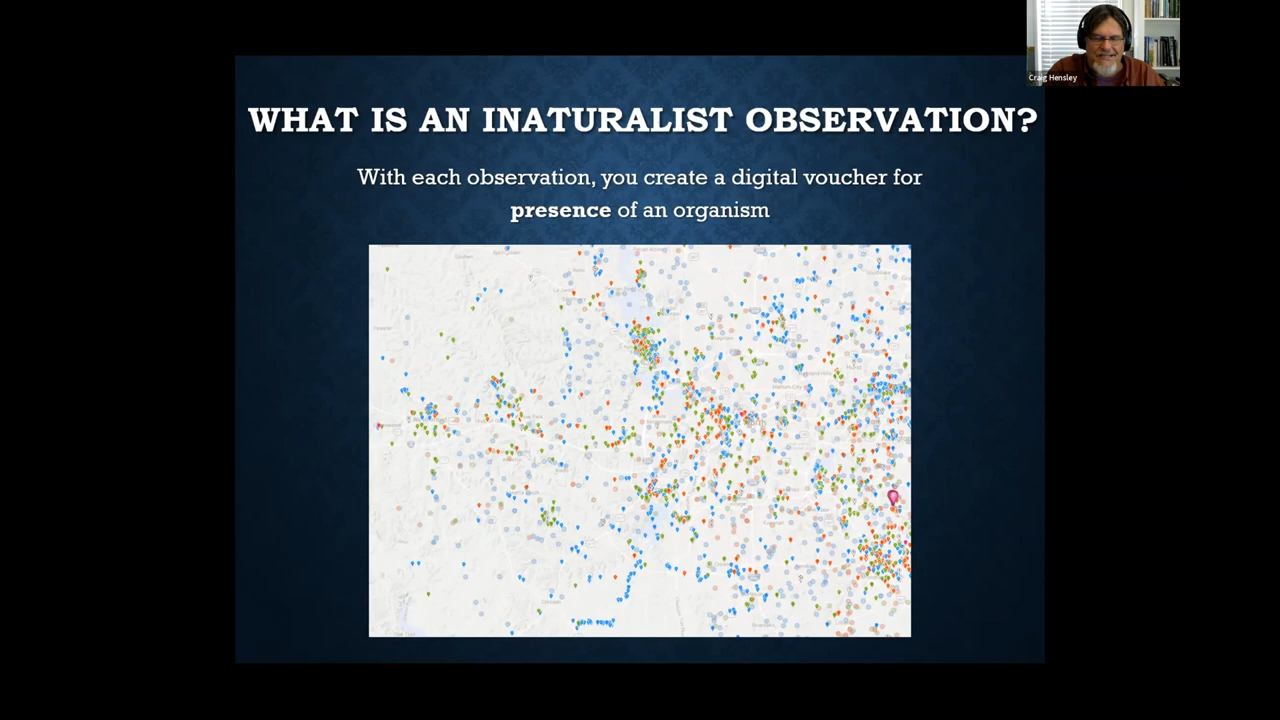 Craig Hensley
WHAT IS AN INATURALIST OBSERVATION?
With each observation, you create a digital voucher for
presence of an organism